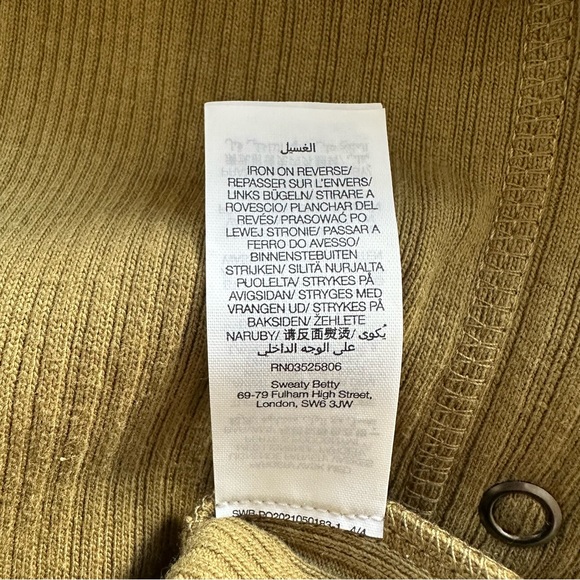 الغسيل
IRON ON REVERSE/
REPASSER SUR L'ENVERS/
LINKS BÜGELN/ STIRARE A
ROVESCIO/ PLANCHAR DEL
REVÉS/ PRASOWAĆ PO
LEWEJ STRONIE/ PASSAR A
FERRO DO AVESSO/
BINNENSTEBUITEN
STRIJKEN/ SILITÄ NURJALTA
PUOLELTA/ STRYKES PÅ
AVIGSIDAN/ STRYGES MED
VRANGEN UD/ STRYKES PÅ
BAKSIDEN/ ŽEHLETE
NARUBY/ 请反面熨烫/ يُكوى
على الوجه الداخلي
RN03525806
Sweaty Betty
69-79 Fulham High Street,
London, SW6 3JW
SWB-PO2021050183-1 A/A